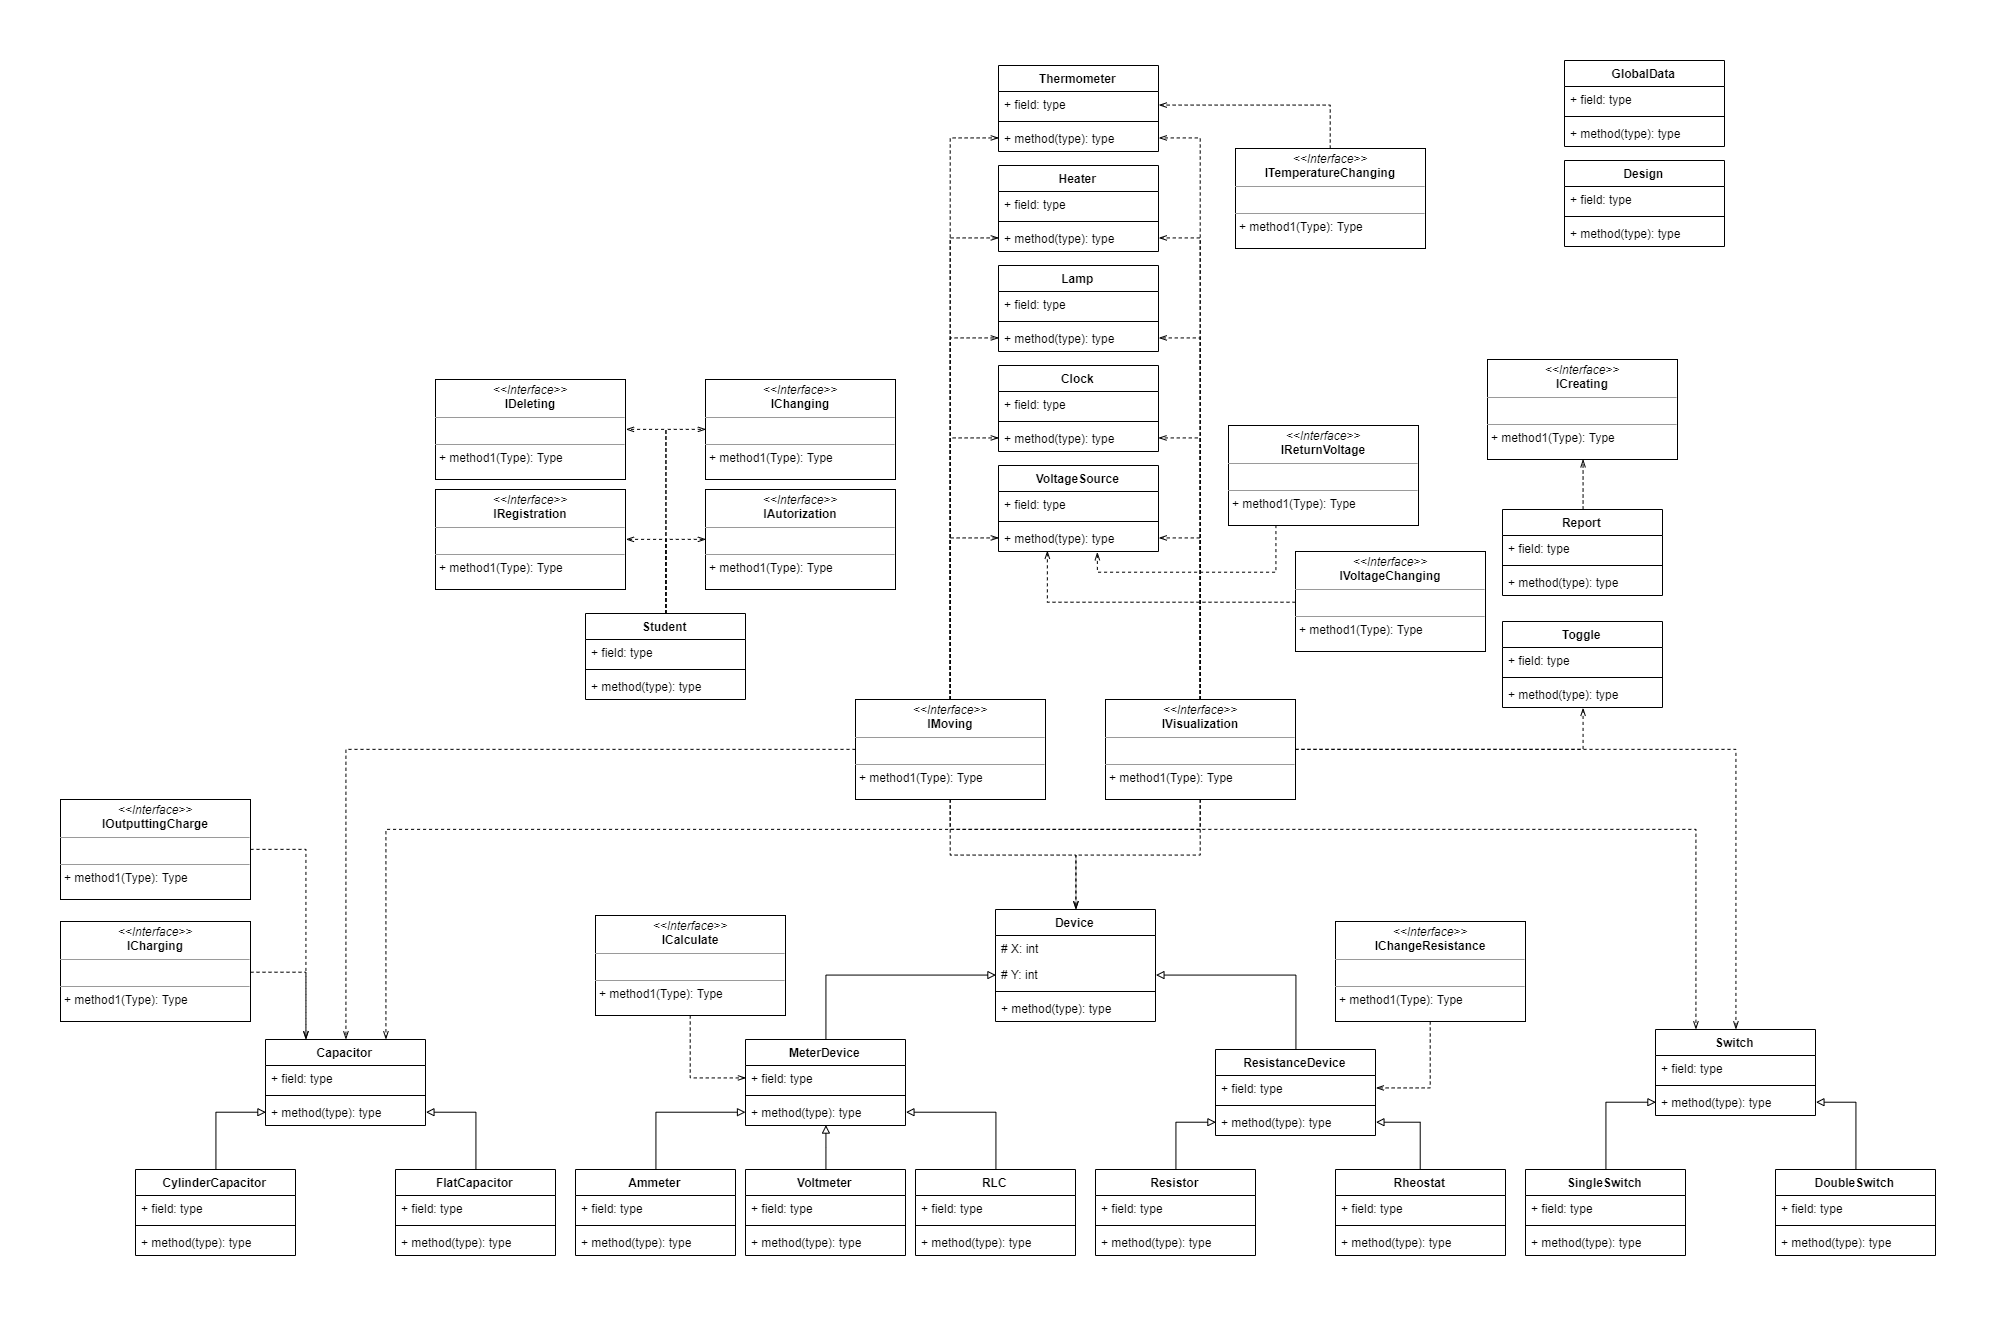 Thermometer
+ field: type
+ method(type): type
GlobalData
+ field: type
+ method(type): type
<<Interface>>
ITemperatureChanging
+ method1(Type): Type
Heater
+ field: type
+ method(type): type
Design
+ field: type
+ method(type): type
Lamp
+ field: type
+ method(type): type
Clock
+ field: type
+ method(type): type
<<Interface>>
IDeleting
+ method1(Type): Type
<<Interface>>
IChanging
+ method1(Type): Type
<<Interface>>
ICreating
+ method1(Type): Type
<<Interface>>
IReturnVoltage
+ method1(Type): Type
VoltageSource
+ field: type
+ method(type): type
<<Interface>>
IRegistration
+ method1(Type): Type
<<Interface>>
IAutorization
+ method1(Type): Type
Report
+ field: type
+ method(type): type
<<Interface>>
IVoltageChanging
+ method1(Type): Type
Student
+ field: type
+ method(type): type
Toggle
+ field: type
+ method(type): type
<<Interface>>
IMoving
+ method1(Type): Type
<<Interface>>
IVisualization
+ method1(Type): Type
<<Interface>>
IOutputtingCharge
+ method1(Type): Type
<<Interface>>
ICharging
+ method1(Type): Type
<<Interface>>
ICalculate
+ method1(Type): Type
Device
# X: int
# Y: int
+ method(type): type
<<Interface>>
IChangeResistance
+ method1(Type): Type
Capacitor
+ field: type
+ method(type): type
MeterDevice
+ field: type
+ method(type): type
ResistanceDevice
+ field: type
+ method(type): type
Switch
+ field: type
+ method(type): type
CylinderCapacitor
+ field: type
+ method(type): type
FlatCapacitor
+ field: type
+ method(type): type
Ammeter
+ field: type
+ method(type): type
Voltmeter
+ field: type
+ method(type): type
RLC
+ field: type
+ method(type): type
Resistor
+ field: type
+ method(type): type
Rheostat
+ field: type
+ method(type): type
SingleSwitch
+ field: type
+ method(type): type
DoubleSwitch
+ field: type
+ method(type): type